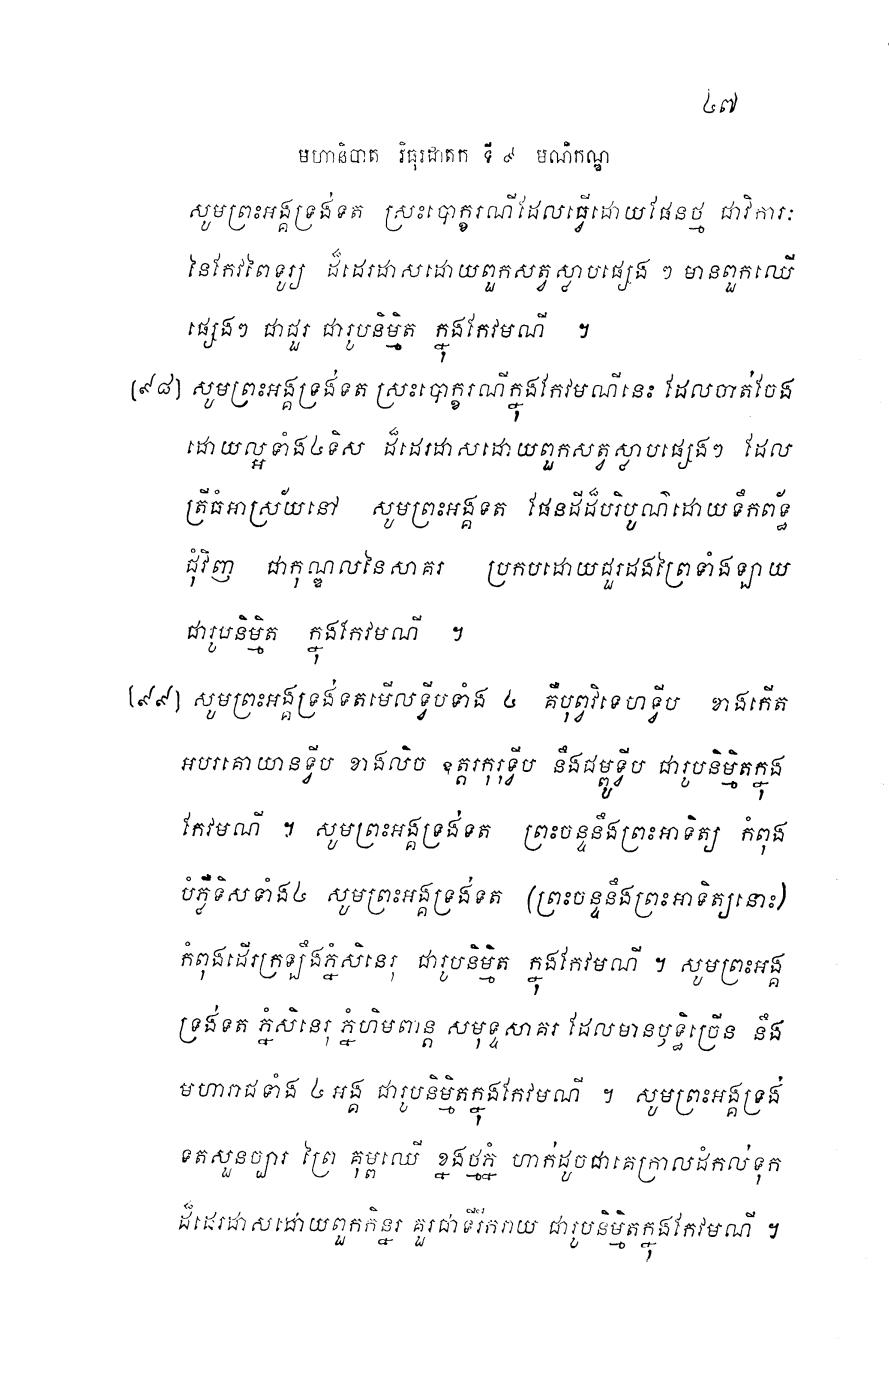 ៤៧
មហានិបាត វិធុរជាតក ទី ៩ មណិកណ្ឌ
សូមព្រះអង្គទ្រង់ទត ស្រះបោក្ខរណីដែលធ្វើដោយផែនថ្ម ជាវិការៈ
នៃកែវពៃទូរ្យ ដ៏ដេរដាសដោយពួកសត្វស្លាបផ្សេង ៗ មានពួកឈើ
ផ្សេងៗ ជាជួរ ជារូបនិម្មិត ក្នុងកែវមណី ។
(៩៨) សូមព្រះអង្គទ្រង់ទត ស្រះបោក្ខរណីក្នុងកែវមណីនេះ ដែលចាត់ចែង
ដោយល្អទាំង៤ទិស ដ៏ដេរដាសដោយពួកសត្វស្លាបផ្សេងៗ ដែល
ត្រីធំអាស្រ័យនៅ សូមព្រះអង្គទត ផែនដីដ៏បរិបូណ៌ដោយទឹកព័ទ្ធ
ជុំវិញ ជាកុណ្ឌលនៃសាគរ ប្រកបដោយជួរដងព្រៃទាំងឡាយ
ជារូបនិម្មិត ក្នុងកែវមណី ។
(៩៩) សូមព្រះអង្គទ្រង់ទតមើលទ្វីបទាំង ៤ គឺបុព្វវិទេហទ្វីប ខាងកើត
អបរគោយានទ្វីប ខាងលិច ឧត្តរកុរុទ្វីប នឹងជម្ពូទ្វីប ជារូបនិម្មិតក្នុង
កែវមណី ។ សូមព្រះអង្គទ្រង់ទត ព្រះចន្ទនឹងព្រះអាទិត្យ កំពុង
បំភ្លឺទិសទាំង៤ សូមព្រះអង្គទ្រង់ទត (ព្រះចន្ទនឹងព្រះអាទិត្យនោះ)
កំពុងដើរក្រឡឹងភ្នំសិនេរុ ជារូបនិម្មិត ក្នុងកែវមណី ។ សូមព្រះអង្គ
ទ្រង់ទត ភ្នំសិនេរុ ភ្នំហិមពាន្ត សមុទ្ទសាគរ ដែលមានឫទ្ធិច្រើន នឹង
មហារាជទាំង ៤ អង្គ ជារូបនិម្មិតក្នុងកែវមណី ។ សូមព្រះអង្គទ្រង់
ទតសួនច្បារ ព្រៃ គុម្ពឈើ ខ្នងថ្មភ្នំ ហាក់ដូចជាគេក្រាលដំកល់ទុក
ដ៏ដេរដាសដោយពួកកិន្នរ គួរជាទីរីករាយ ជារូបនិម្មិតក្នុងកែវមណី ។